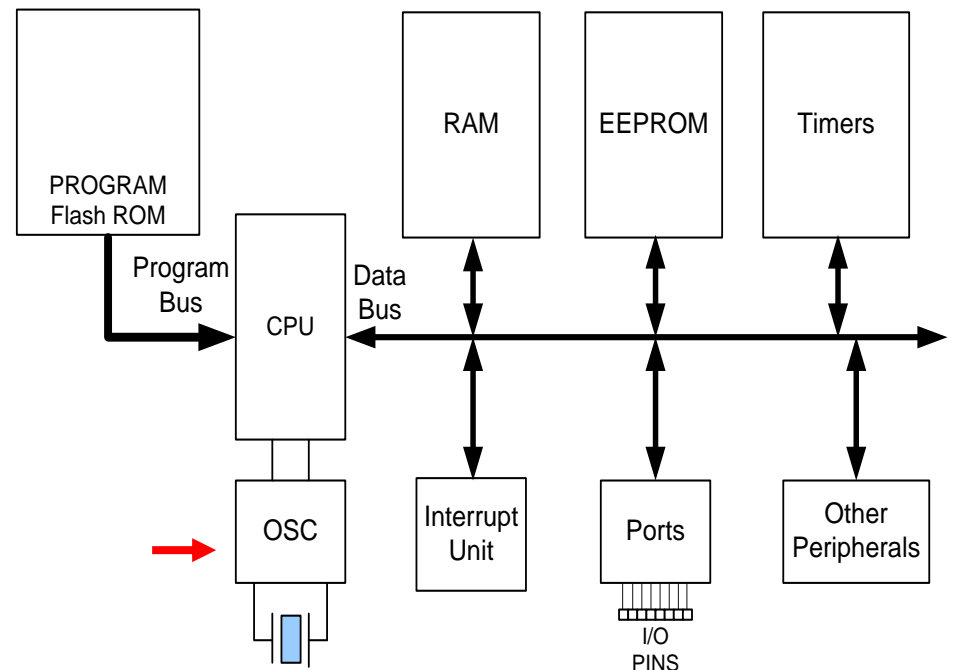 RAM
EEPROM
Timers
PROGRAM
Flash ROM
Program
Bus
CPU
Data
Bus
OSC
Interrupt
Unit
Ports
Other
Peripherals
I/O
PINS